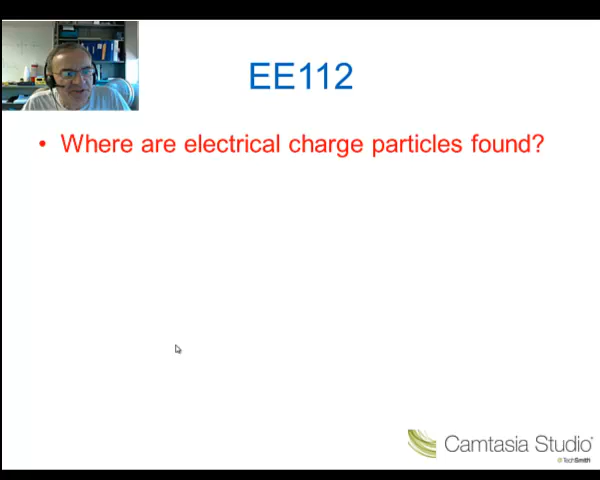 EE112
• Where are electrical charge particles found?
Camtasia Studio
TechSmith